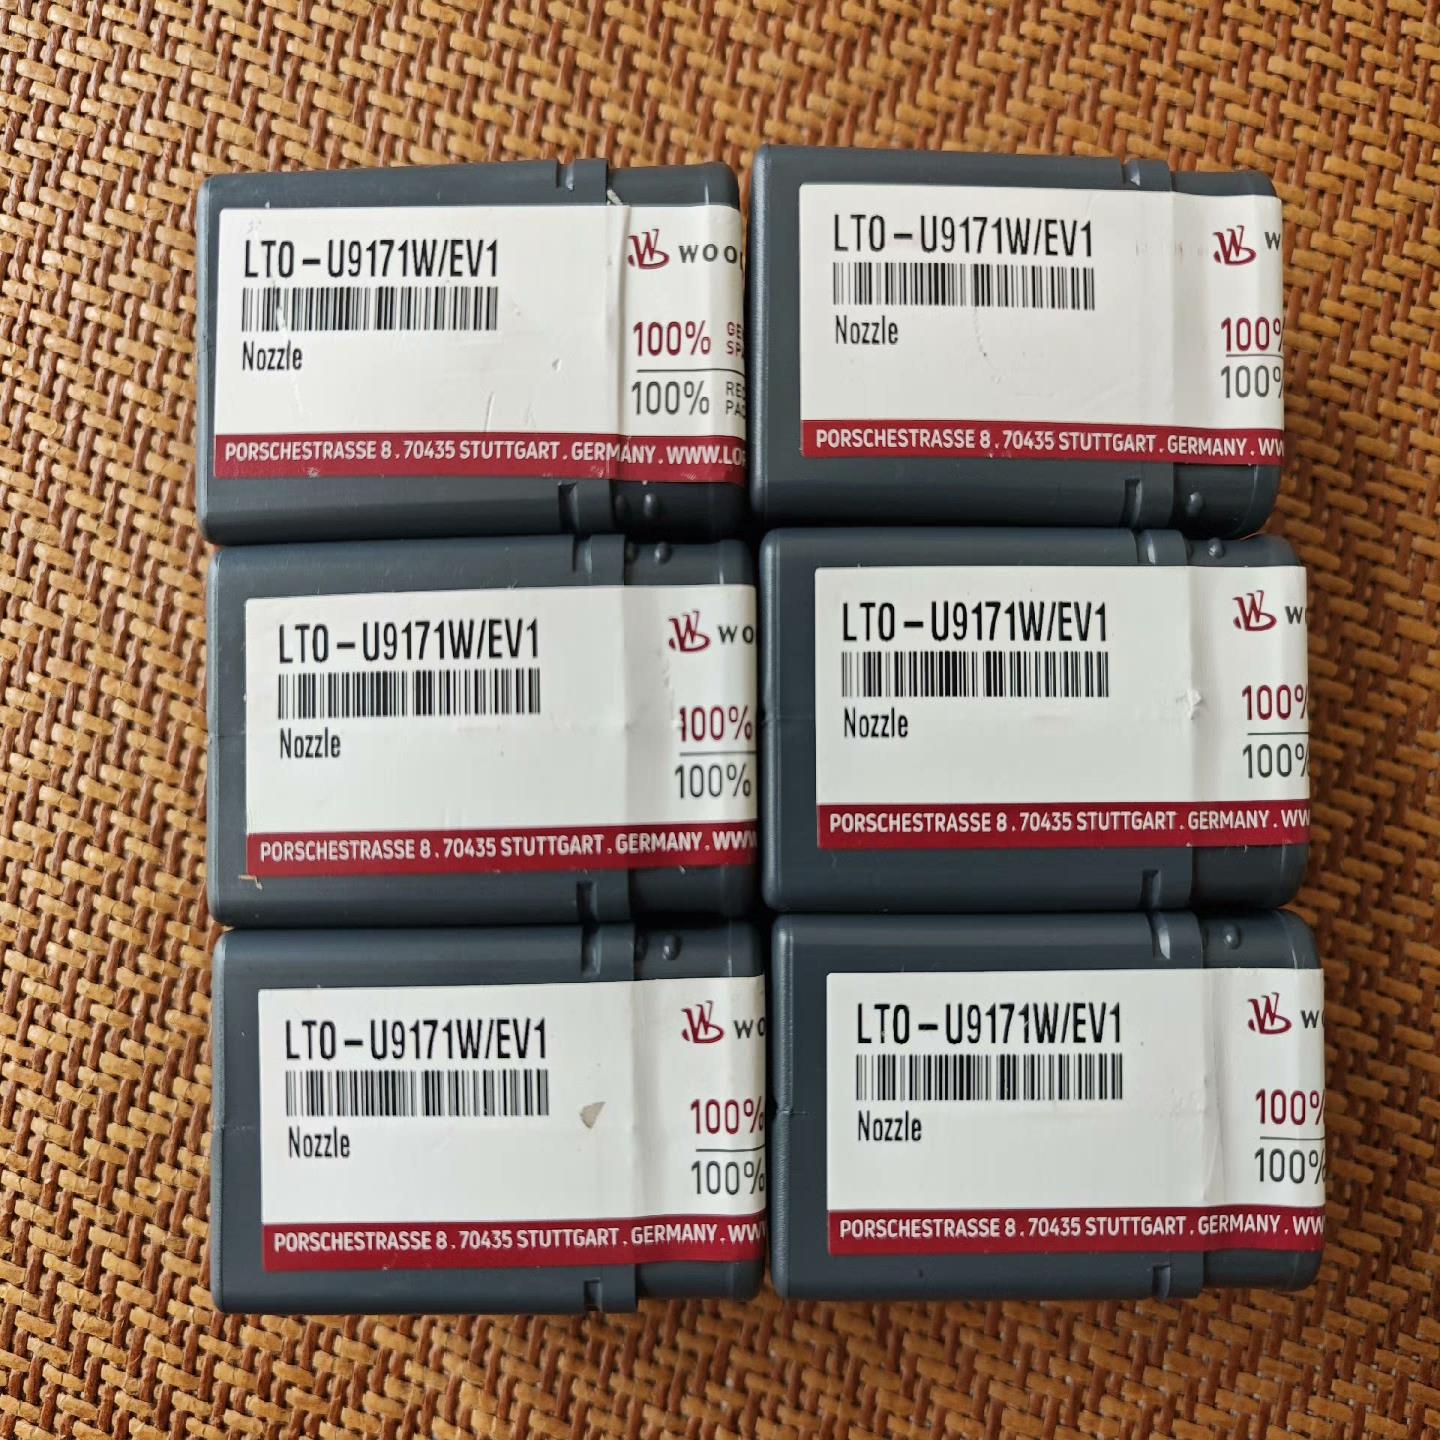 LTO-U9171W/EV1
Nozzle
100%
100%
PORSCHESTRASSE 8 . 70435 STUTTGART . GERMANY .
LTO-U9171W/EV1
Nozzle
100%
100%
PORSCHESTRASSE 8 . 70435 STUTTGART . GERMANY .
LTO-U9171W/EV1
Nozzle
100%
100%
PORSCHESTRASSE 8 . 70435 STUTTGART . GERMANY .
LTO-U9171W/EV1
Nozzle
100%
100%
PORSCHESTRASSE 8 . 70435 STUTTGART . GERMANY .
LTO-U9171W/EV1
Nozzle
100%
100%
PORSCHESTRASSE 8 . 70435 STUTTGART . GERMANY .
LTO-U9171W/EV1
Nozzle
100%
100%
PORSCHESTRASSE 8 . 70435 STUTTGART . GERMANY .